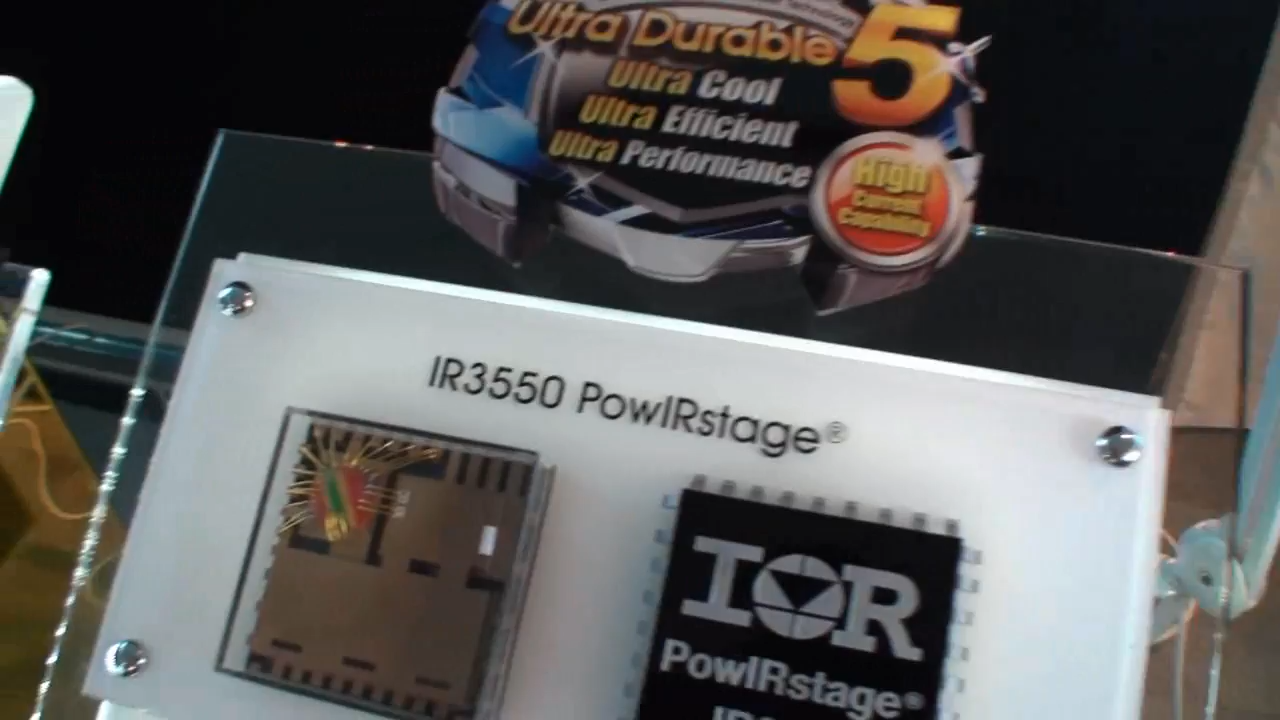 Ultra Durable 5
Ultra Cool
Ultra Efficient
Ultra Performance
High
Current
Capability
IR3550 PowIRstage®
IOR
PowIRstage®